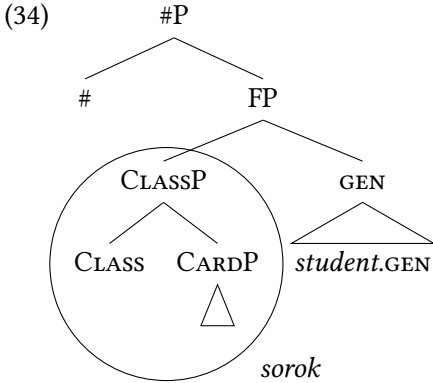 (34) #P
# FP
CLASSP GEN
CLASS CARDP student.GEN
sorok